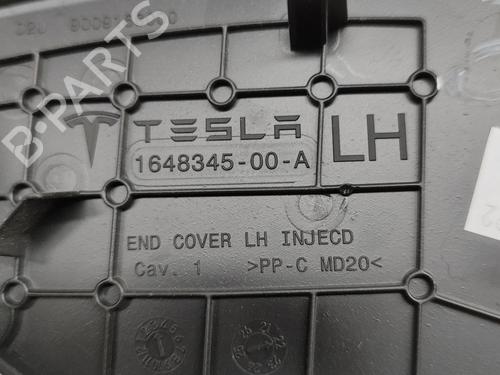 TESLA
LH
1648345-00-A
END COVER LH INJECD
Cav. 1 >PP-C MD20<
B-PARTS